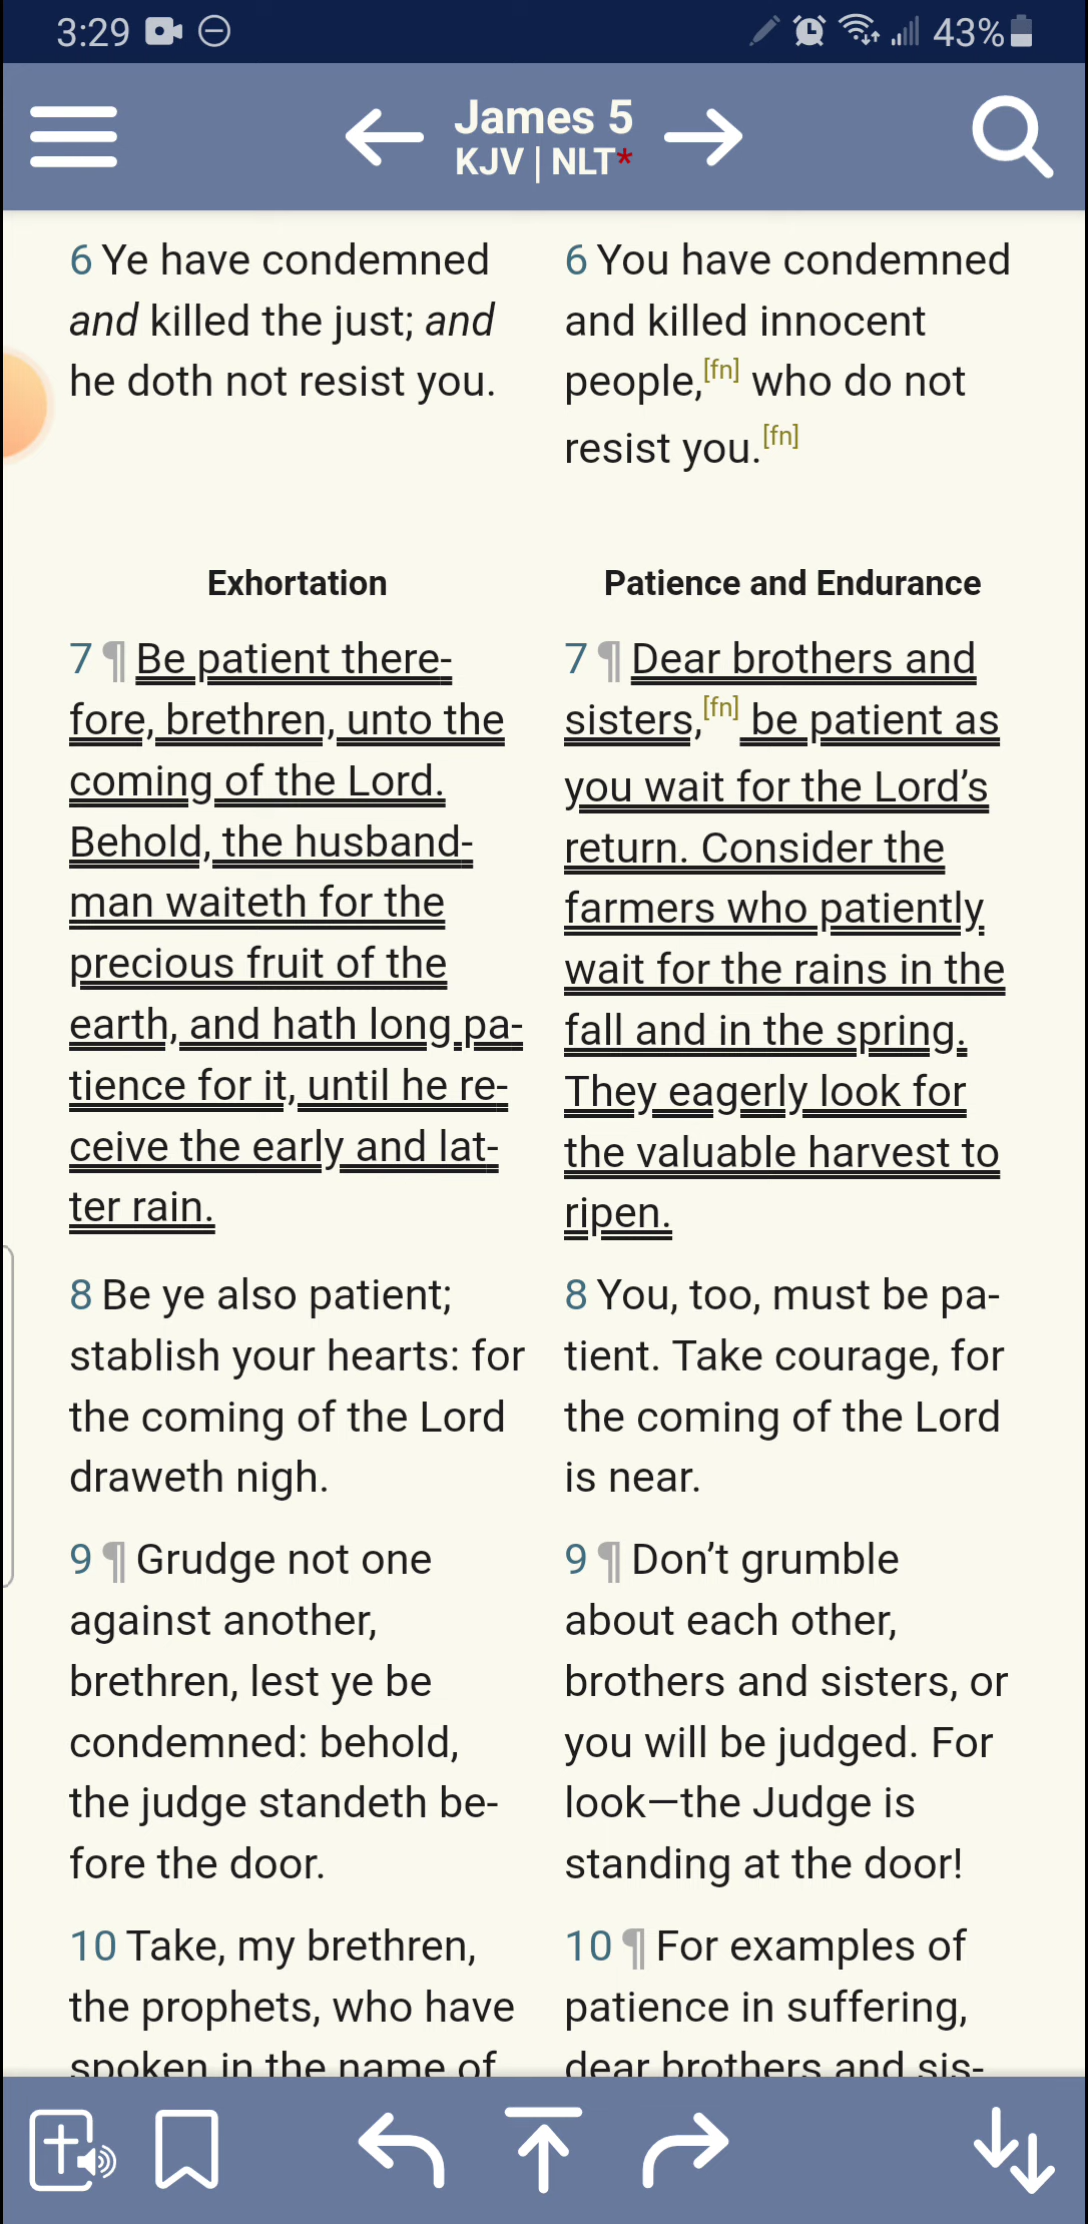 3:29
43%
James 5
KJV | NLT*
6 Ye have condemned
and killed the just; and
he doth not resist you.
Exhortation
7 ¶ Be patient there-
fore, brethren, unto the
coming of the Lord.
Behold, the husband-
man waiteth for the
precious fruit of the
earth, and hath long pa-
tience for it, until he re-
ceive the early and lat-
ter rain.
8 Be ye also patient;
stablish your hearts: for
the coming of the Lord
draweth nigh.
9 ¶ Grudge not one
against another,
brethren, lest ye be
condemned: behold,
the judge standeth be-
fore the door.
10 Take, my brethren,
the prophets, who have
spoken in the name of
6 You have condemned
and killed innocent
people,[fn] who do not
resist you.[fn]
Patience and Endurance
7 ¶ Dear brothers and
sisters,[fn] be patient as
you wait for the Lord’s
return. Consider the
farmers who patiently
wait for the rains in the
fall and in the spring.
They eagerly look for
the valuable harvest to
ripen.
8 You, too, must be pa-
tient. Take courage, for
the coming of the Lord
is near.
9 ¶ Don’t grumble
about each other,
brothers and sisters, or
you will be judged. For
look—the Judge is
standing at the door!
10 ¶ For examples of
patience in suffering,
dear brothers and sis-